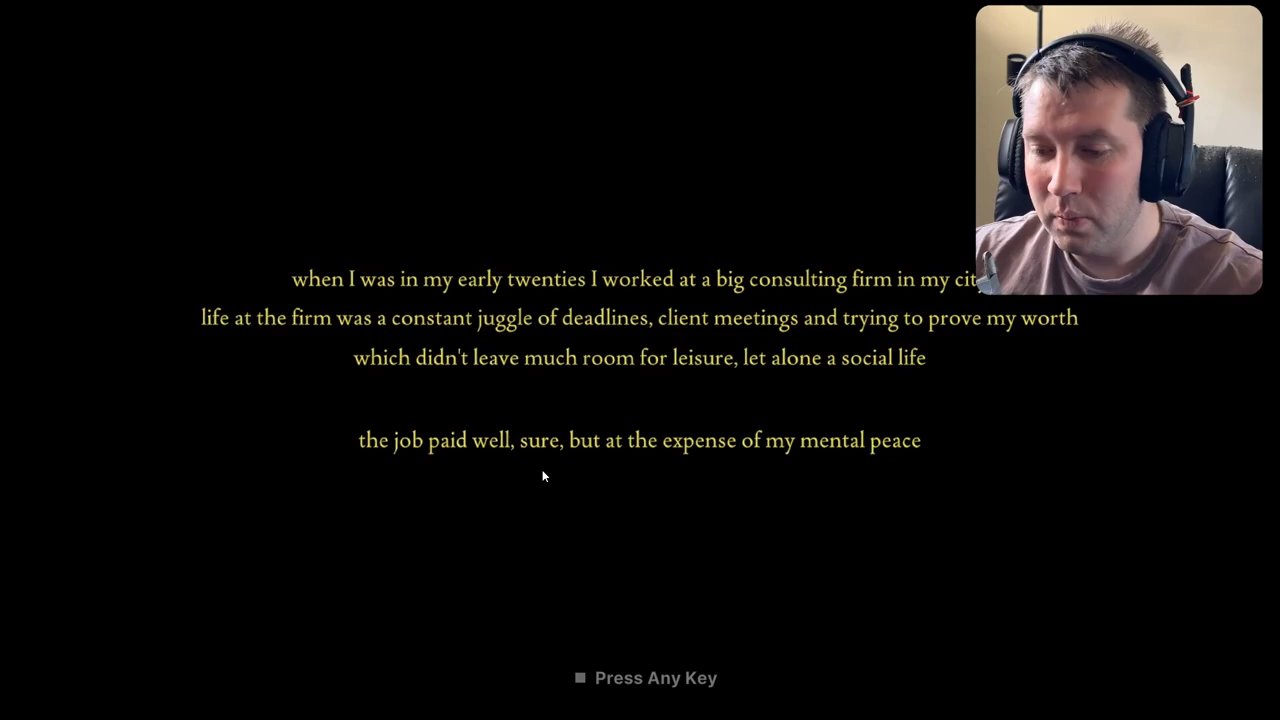 when I was in my early twenties I worked at a big consulting firm in my
life at the firm was a constant juggle of deadlines, client meetings and trying to prove my worth
which didn't leave much room for leisure, let alone a social life
the job paid well, sure, but at the expense of my mental peace
Press Any Key